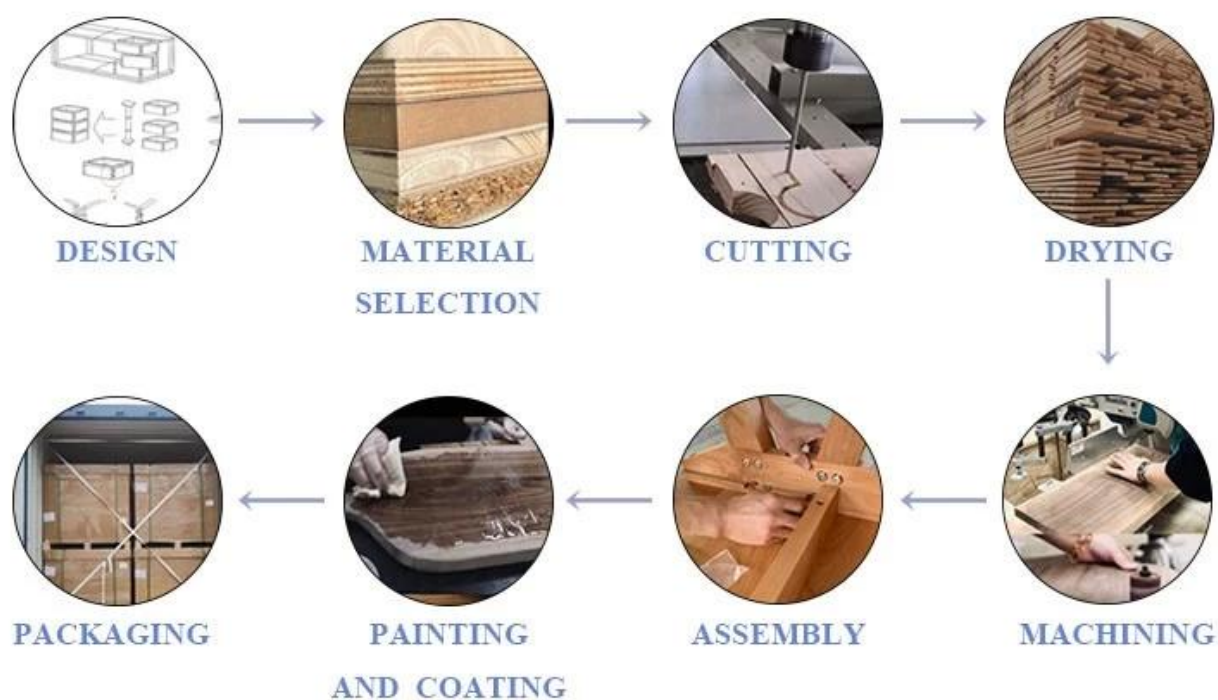 DESIGN
MATERIAL
SELECTION
CUTTING
DRYING
PACKAGING
PAINTING
AND COATING
ASSEMBLY
MACHINING